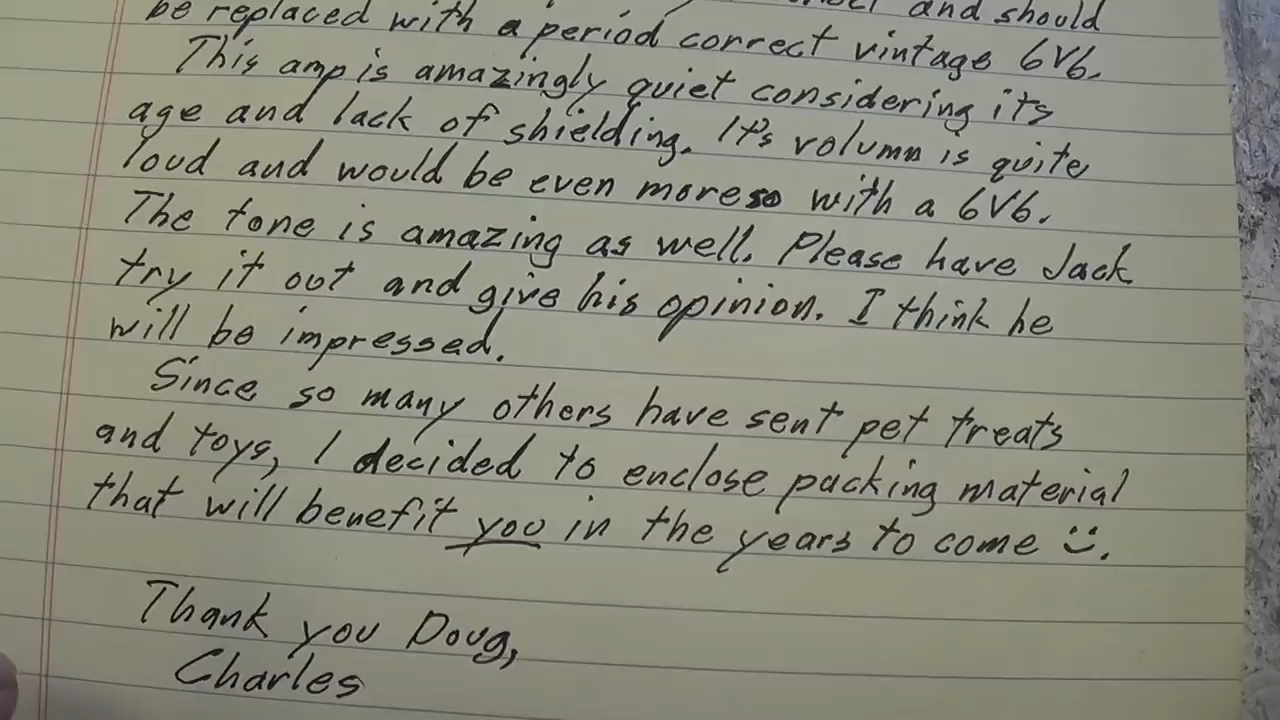 and should
be replaced with a period correct vintage 6V6.
This amp is amazingly quiet considering its
age and lack of shielding. It's volumn is quite
loud and would be even more so with a 6V6.
The tone is amazing as well. Please have Jack
try it out and give his opinion. I think he
will be impressed.
Since so many others have sent pet treats
and toys, I decided to enclose packing material
that will benefit you in the years to come :-).
Thank you Doug,
Charles